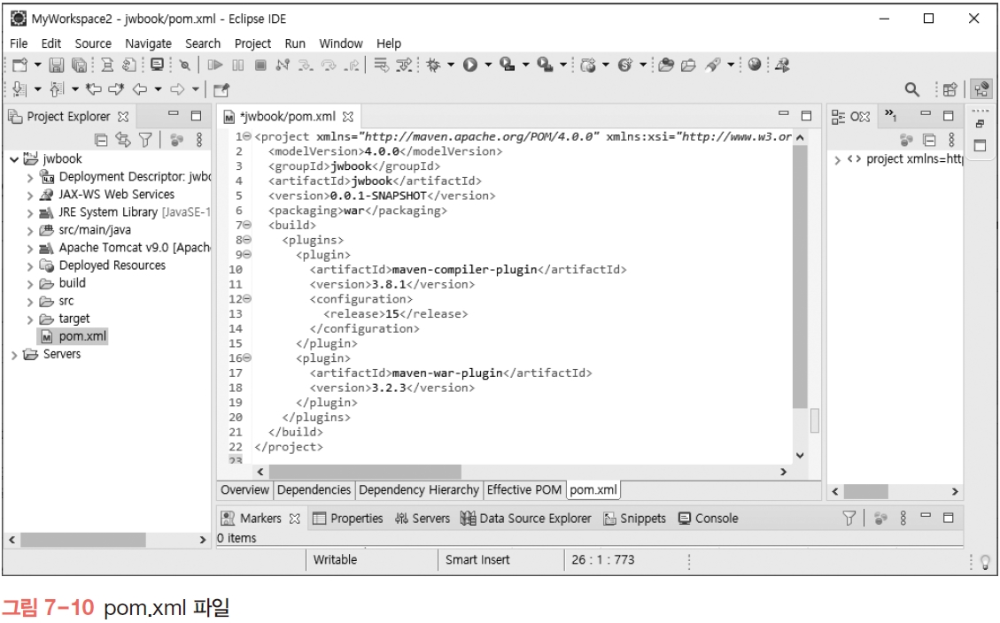 MyWorkspace2 - jwbook/pom.xml - Eclipse IDE
File Edit Source Navigate Search Project Run Window Help
Project Explorer
jwbook
Deployment Descriptor: jwbo
JAX-WS Web Services
JRE System Library [JavaSE-1
src/main/java
Apache Tomcat v9.0 [Apach
Deployed Resources
build
src
target
pom.xml
Servers
*jwbook/pom.xml
1 <project xmlns="http://maven.apache.org/POM/4.0.0" xmlns:xsi="http://www.w3.or
2 <modelVersion>4.0.0</modelVersion>
3 <groupId>jwbook</groupId>
4 <artifactId>jwbook</artifactId>
5 <version>0.0.1-SNAPSHOT</version>
6 <packaging>war</packaging>
7 <build>
8 <plugins>
9 <plugin>
10 <artifactId>maven-compiler-plugin</artifactId>
11 <version>3.8.1</version>
12 <configuration>
13 <release>15</release>
14 </configuration>
15 </plugin>
16 <plugin>
17 <artifactId>maven-war-plugin</artifactId>
18 <version>3.2.3</version>
19 </plugin>
20 </plugins>
21 </build>
22 </project>
23
Overview Dependencies Dependency Hierarchy Effective POM pom.xml
O
»1
<> project xmlns=http
Markers Properties Servers Data Source Explorer Snippets Console
0 items
Writable Smart Insert 26 : 1 : 773
그림 7-10 pom.xml 파일